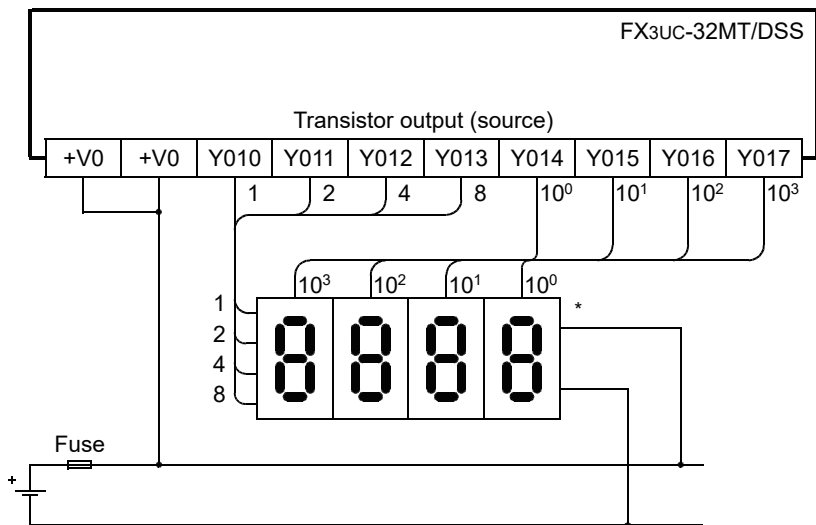 FX3UC-32MT/DSS
Transistor output (source)
+V0 +V0 Y010 Y011 Y012 Y013 Y014 Y015 Y016 Y017
1 2 4 8 10⁰ 10¹ 10² 10³
10³ 10² 10¹ 10⁰
1 *
2
4
8
Fuse
+